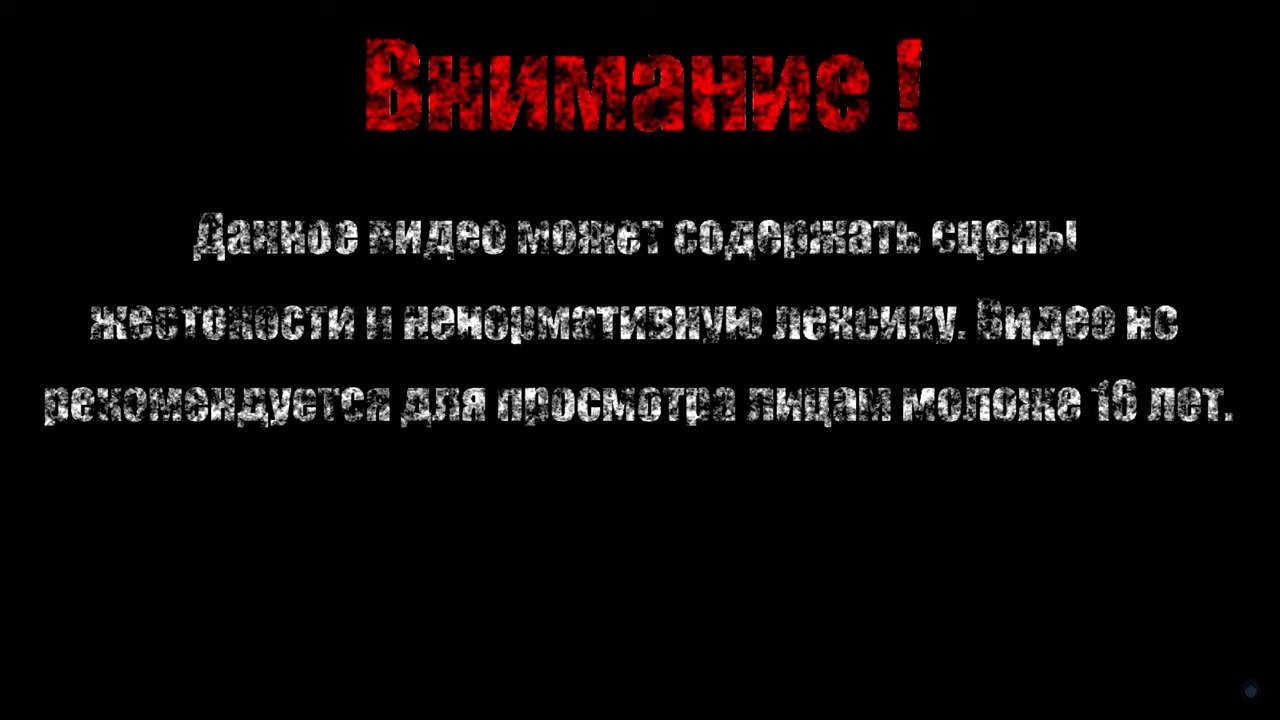 Внимание !
Данное видео может содержать сцены
жестокости и ненормативную лексику. Видео не
рекомендуется для просмотра лицам моложе 16 лет.